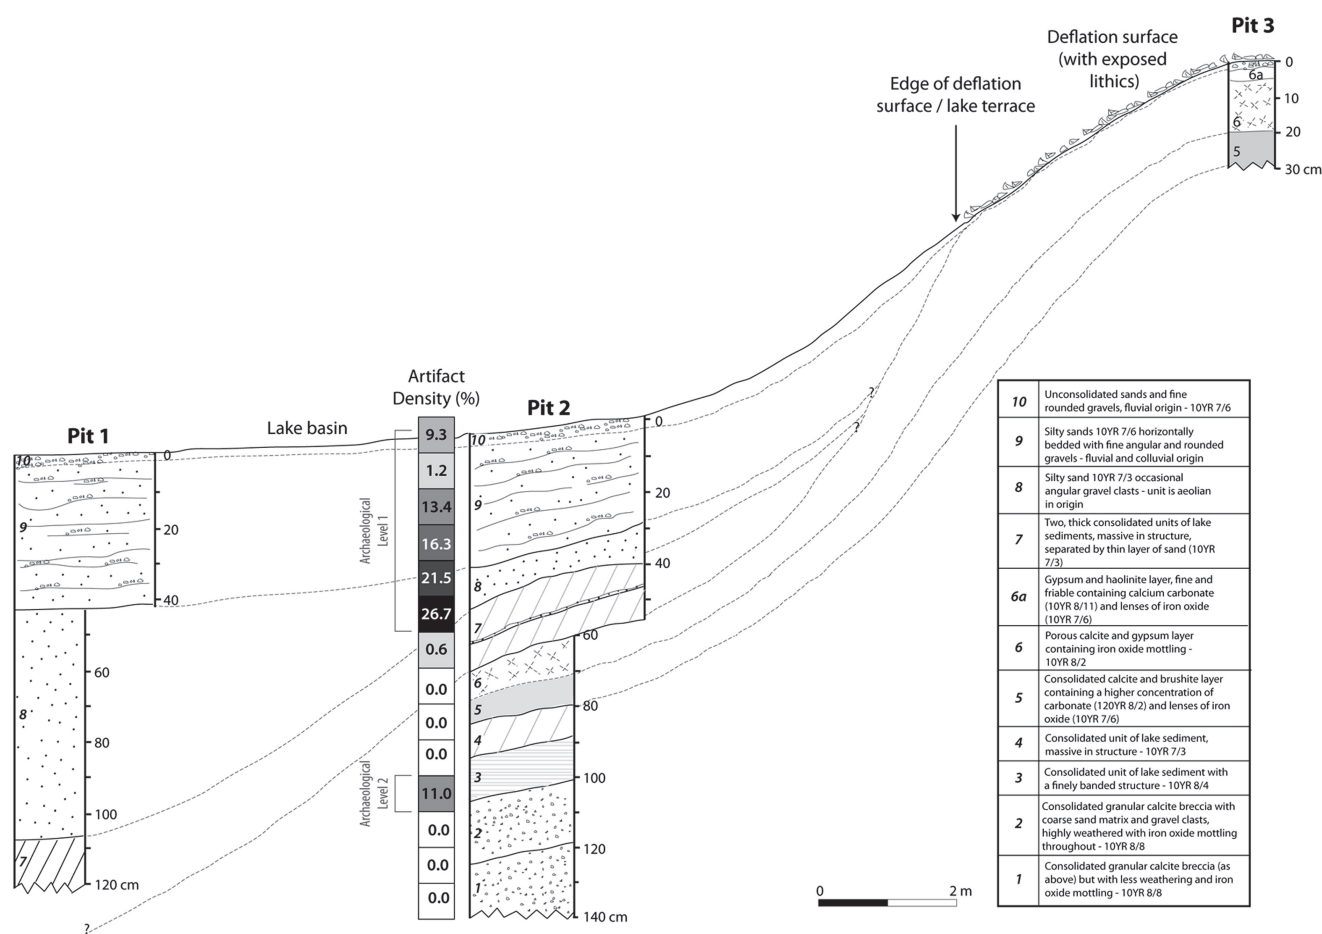 Pit 3
Deflation surface
(with exposed
lithics)
Edge of deflation
surface / lake terrace
0
6a
10
6
20
5
30 cm
Artifact
Density (%)
Pit 2
Pit 1
Lake basin
10
0
9
20
40
60
8
80
100
7
120 cm
?
Archaeological
Level 1
Archaeological
Level 2
9.3
1.2
13.4
16.3
21.5
26.7
0.6
0.0
0.0
0.0
11.0
0.0
0.0
0.0
10
0
20
9
40
8
7
60
6
5
80
4
3
100
2
120
1
140 cm
?
?
10 Unconsolidated sands and fine
rounded gravels, fluvial origin - 10YR 7/6
9 Silty sands 10YR 7/6 horizontally
bedded with fine angular and rounded
gravels - fluvial and colluvial origin
8 Silty sand 10YR 7/3 occasional
angular gravel clasts - unit is aeolian
in origin
7 Two, thick consolidated units of lake
sediments, massive in structure,
separated by thin layer of sand (10YR
7/3)
6a Gypsum and haolinite layer, fine and
friable containing calcium carbonate
(10YR 8/11) and lenses of iron oxide
(10YR 7/6)
6 Porous calcite and gypsum layer
containing iron oxide mottling -
10YR 8/2
5 Consolidated calcite and brushite layer
containing a higher concentration of
carbonate (120YR 8/2) and lenses of iron
oxide (10YR 7/6)
4 Consolidated unit of lake sediment,
massive in structure - 10YR 7/3
3 Consolidated unit of lake sediment with
a finely banded structure - 10YR 8/4
2 Consolidated granular calcite breccia with
coarse sand matrix and gravel clasts,
highly weathered with iron oxide mottling
throughout - 10YR 8/8
1 Consolidated granular calcite breccia (as
above) but with less weathering and iron
oxide mottling - 10YR 8/8
0 2 m